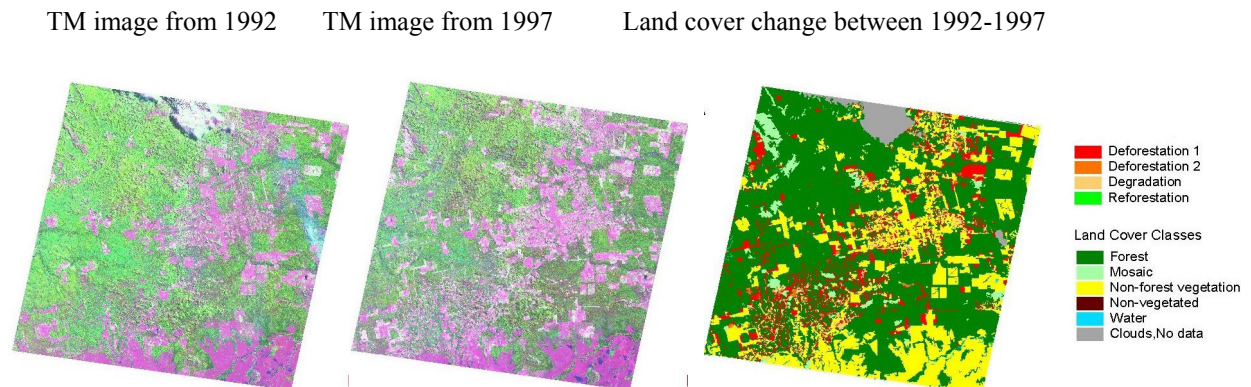 TM image from 1992
TM image from 1997
Land cover change between 1992-1997
Deforestation 1
Deforestation 2
Degradation
Reforestation
Land Cover Classes
Forest
Mosaic
Non-forest vegetation
Non-vegetated
Water
Clouds,No data